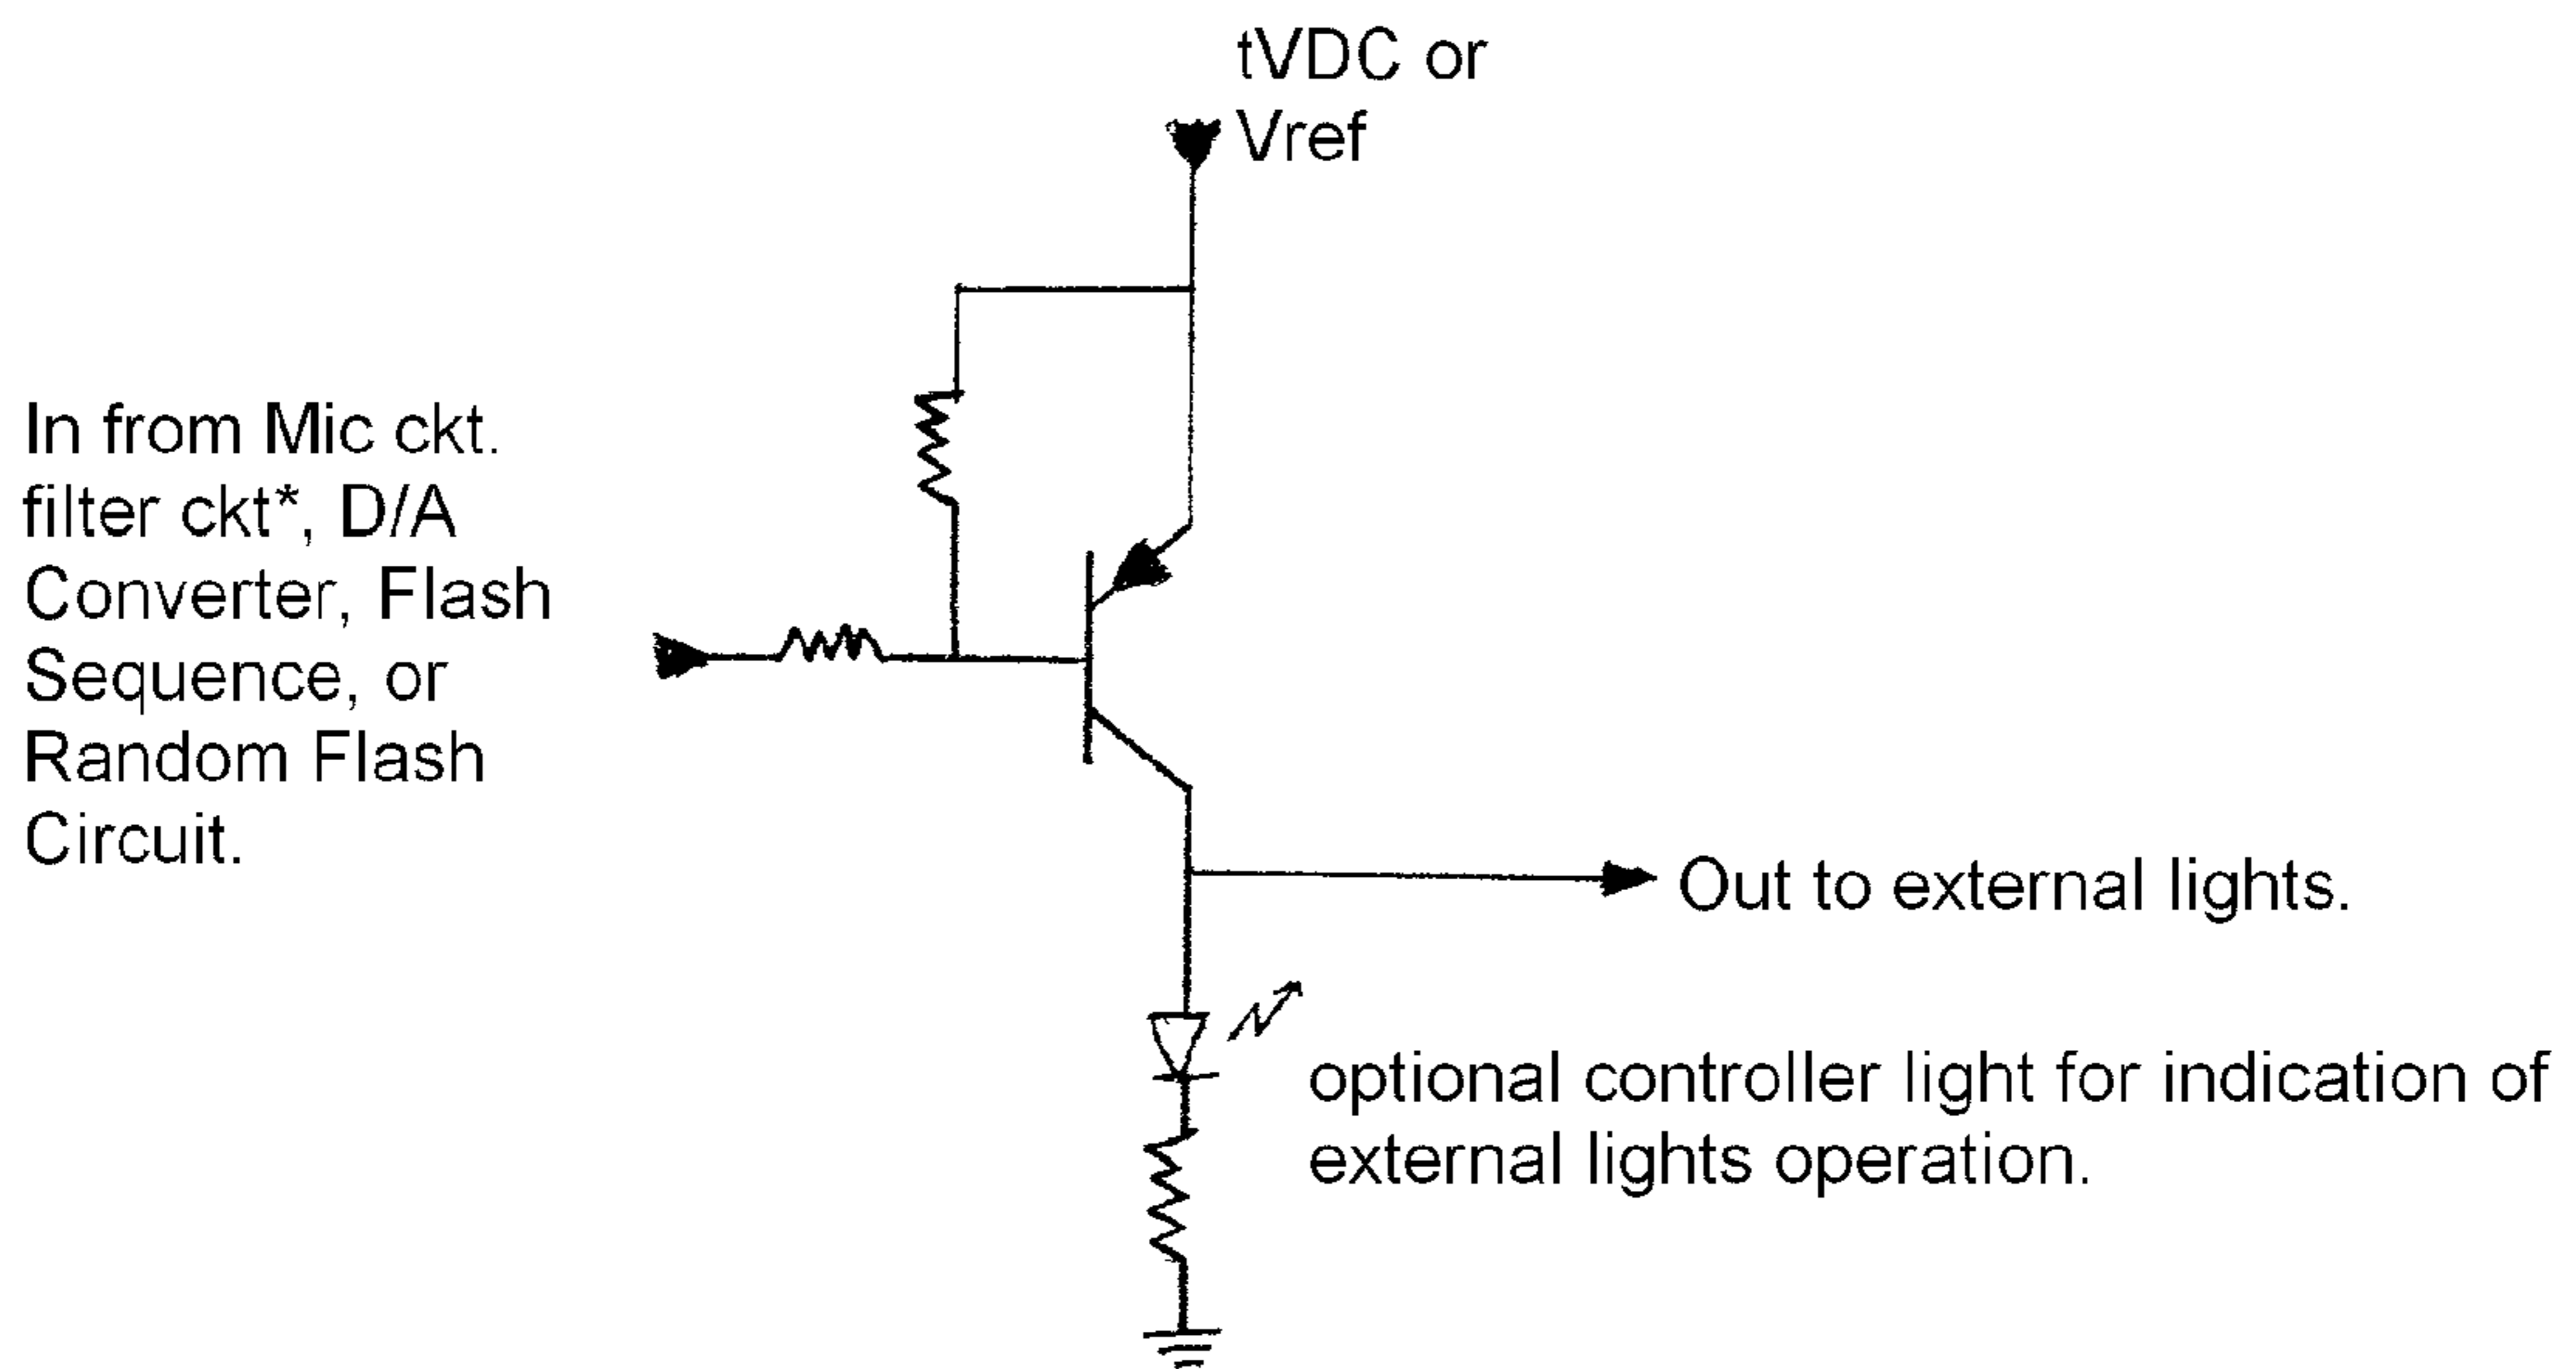 tVDC or
Vref
In from Mic ckt.
filter ckt*, D/A
Converter, Flash
Sequence, or
Random Flash
Circuit.
Out to external lights.
optional controller light for indication of
external lights operation.